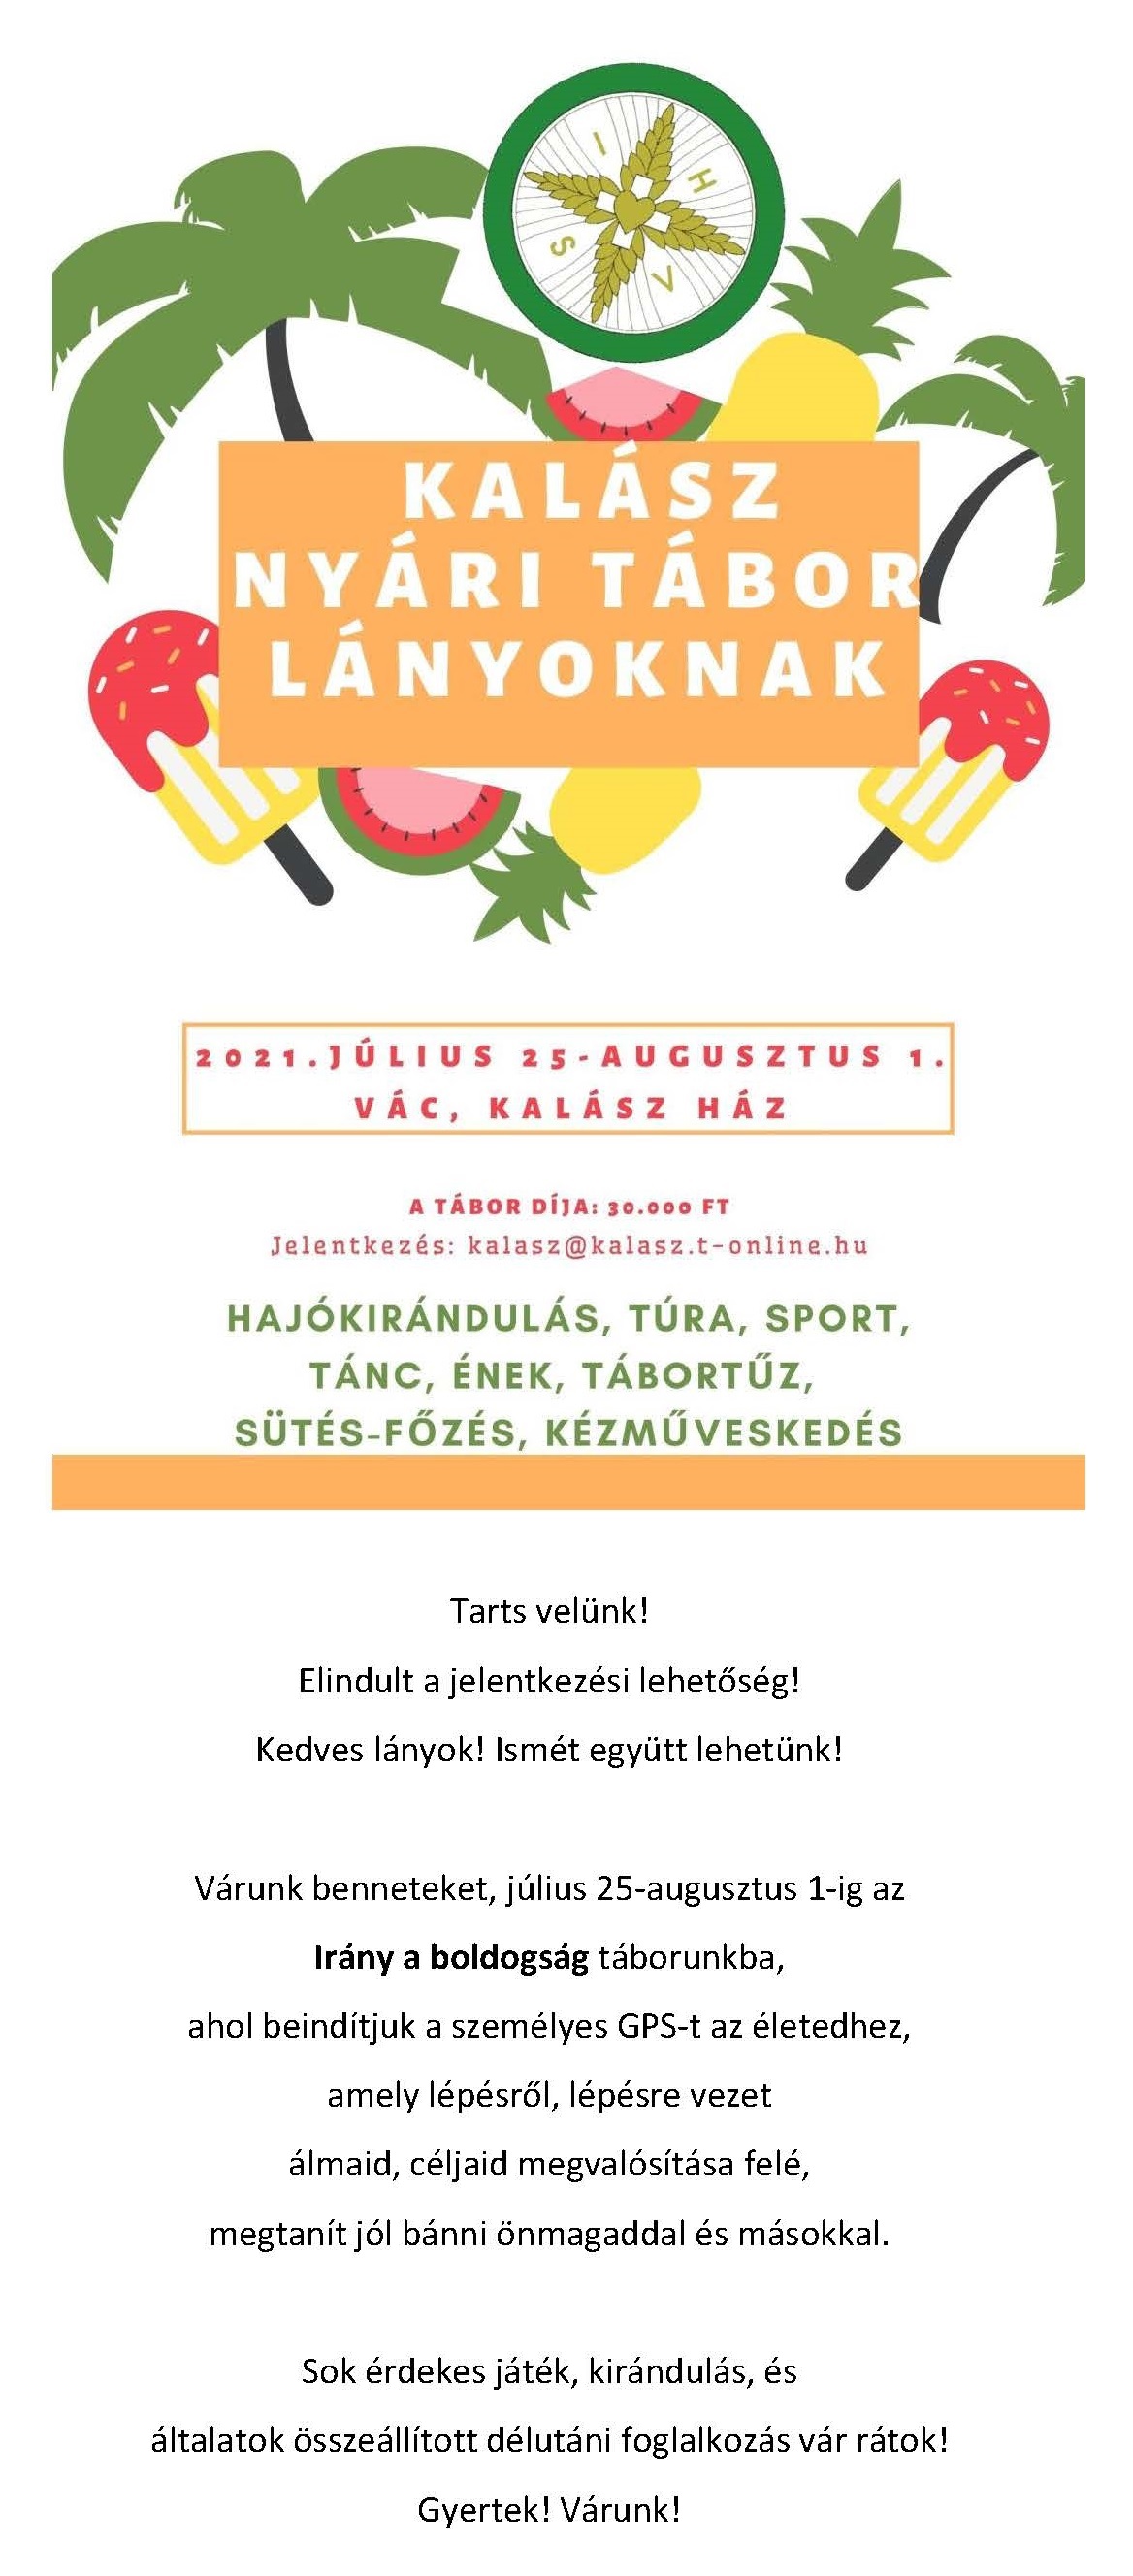 I H S V
KALÁSZ
NYÁRI TÁBOR
LÁNYOKNAK
2021.JÚLIUS 25-AUGUSZTUS 1.
VÁC, KALÁSZ HÁZ
A TÁBOR DÍJA: 30.000 FT
Jelentkezés: kalasz@kalasz.t-online.hu
HAJÓKIRÁNDULÁS, TÚRA, SPORT,
TÁNC, ÉNEK, TÁBORTŰZ,
SÜTÉS-FŐZÉS, KÉZMŰVESKEDÉS
Tarts velünk!
Elindult a jelentkezési lehetőség!
Kedves lányok! Ismét együtt lehetünk!
Várunk benneteket, július 25-augusztus 1-ig az
Irány a boldogság táborunkba,
ahol beindítjuk a személyes GPS-t az életedhez,
amely lépésről, lépésre vezet
álmaid, céljaid megvalósítása felé,
megtanít jól bánni önmagaddal és másokkal.
Sok érdekes játék, kirándulás, és
általatok összeállított délutáni foglalkozás vár rátok!
Gyertek! Várunk!